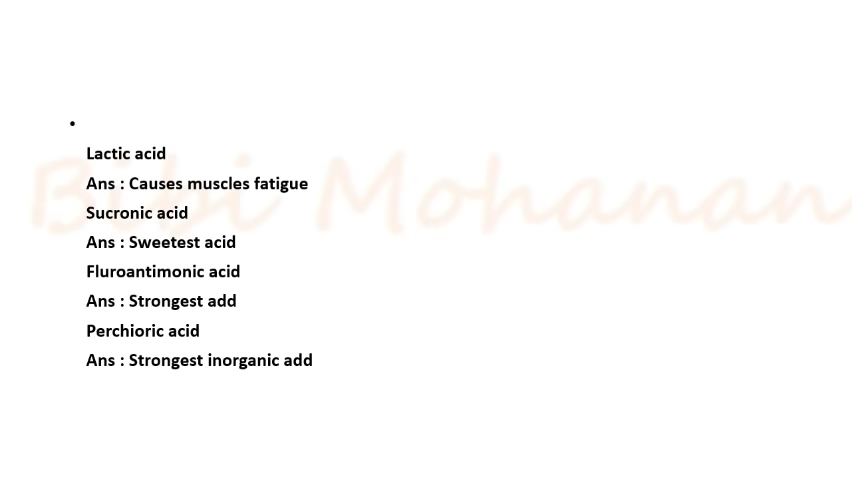 Bibi Mohanan
Lactic acid
Ans : Causes muscles fatigue
Sucronic acid
Ans : Sweetest acid
Fluroantimonic acid
Ans : Strongest add
Perchioric acid
Ans : Strongest inorganic add